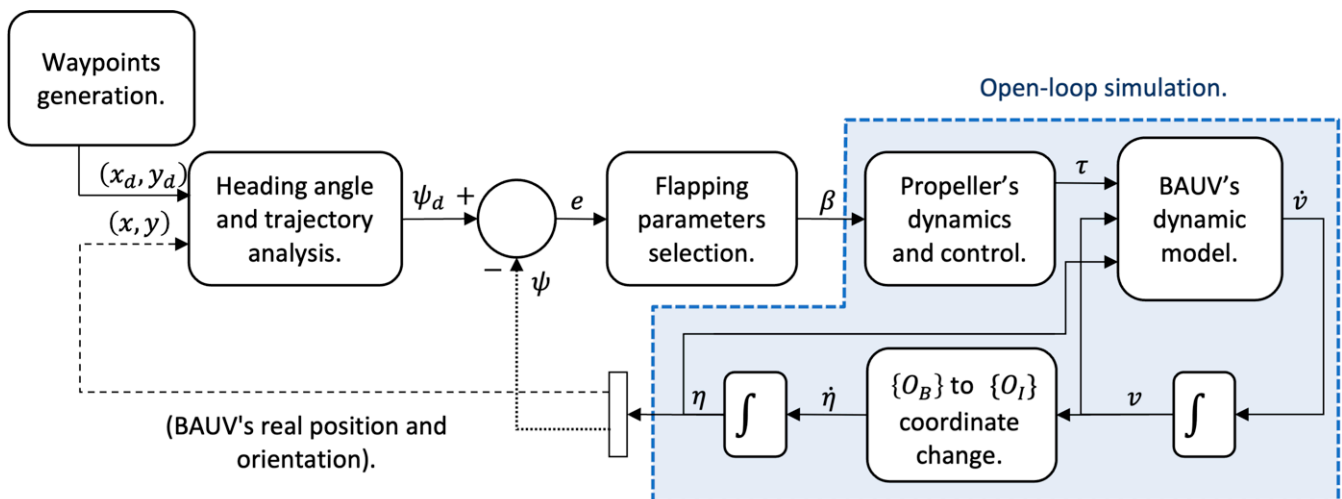 Waypoints
generation.
Open-loop simulation.
(x_d, y_d)
(x, y)
Heading angle
and trajectory
analysis.
ψ_d +
−
ψ
e
Flapping
parameters
selection.
β
Propeller's
dynamics
and control.
τ
BAUV's
dynamic
model.
v̇
(BAUV's real position and
orientation).
η
∫
η̇
{O_B} to {O_I}
coordinate
change.
v
∫